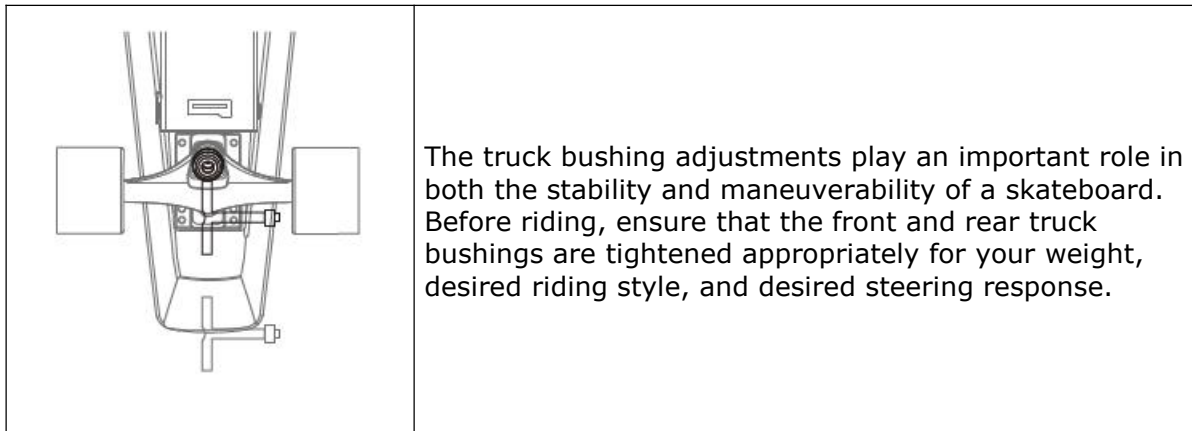 The truck bushing adjustments play an important role in
both the stability and maneuverability of a skateboard.
Before riding, ensure that the front and rear truck
bushings are tightened appropriately for your weight,
desired riding style, and desired steering response.